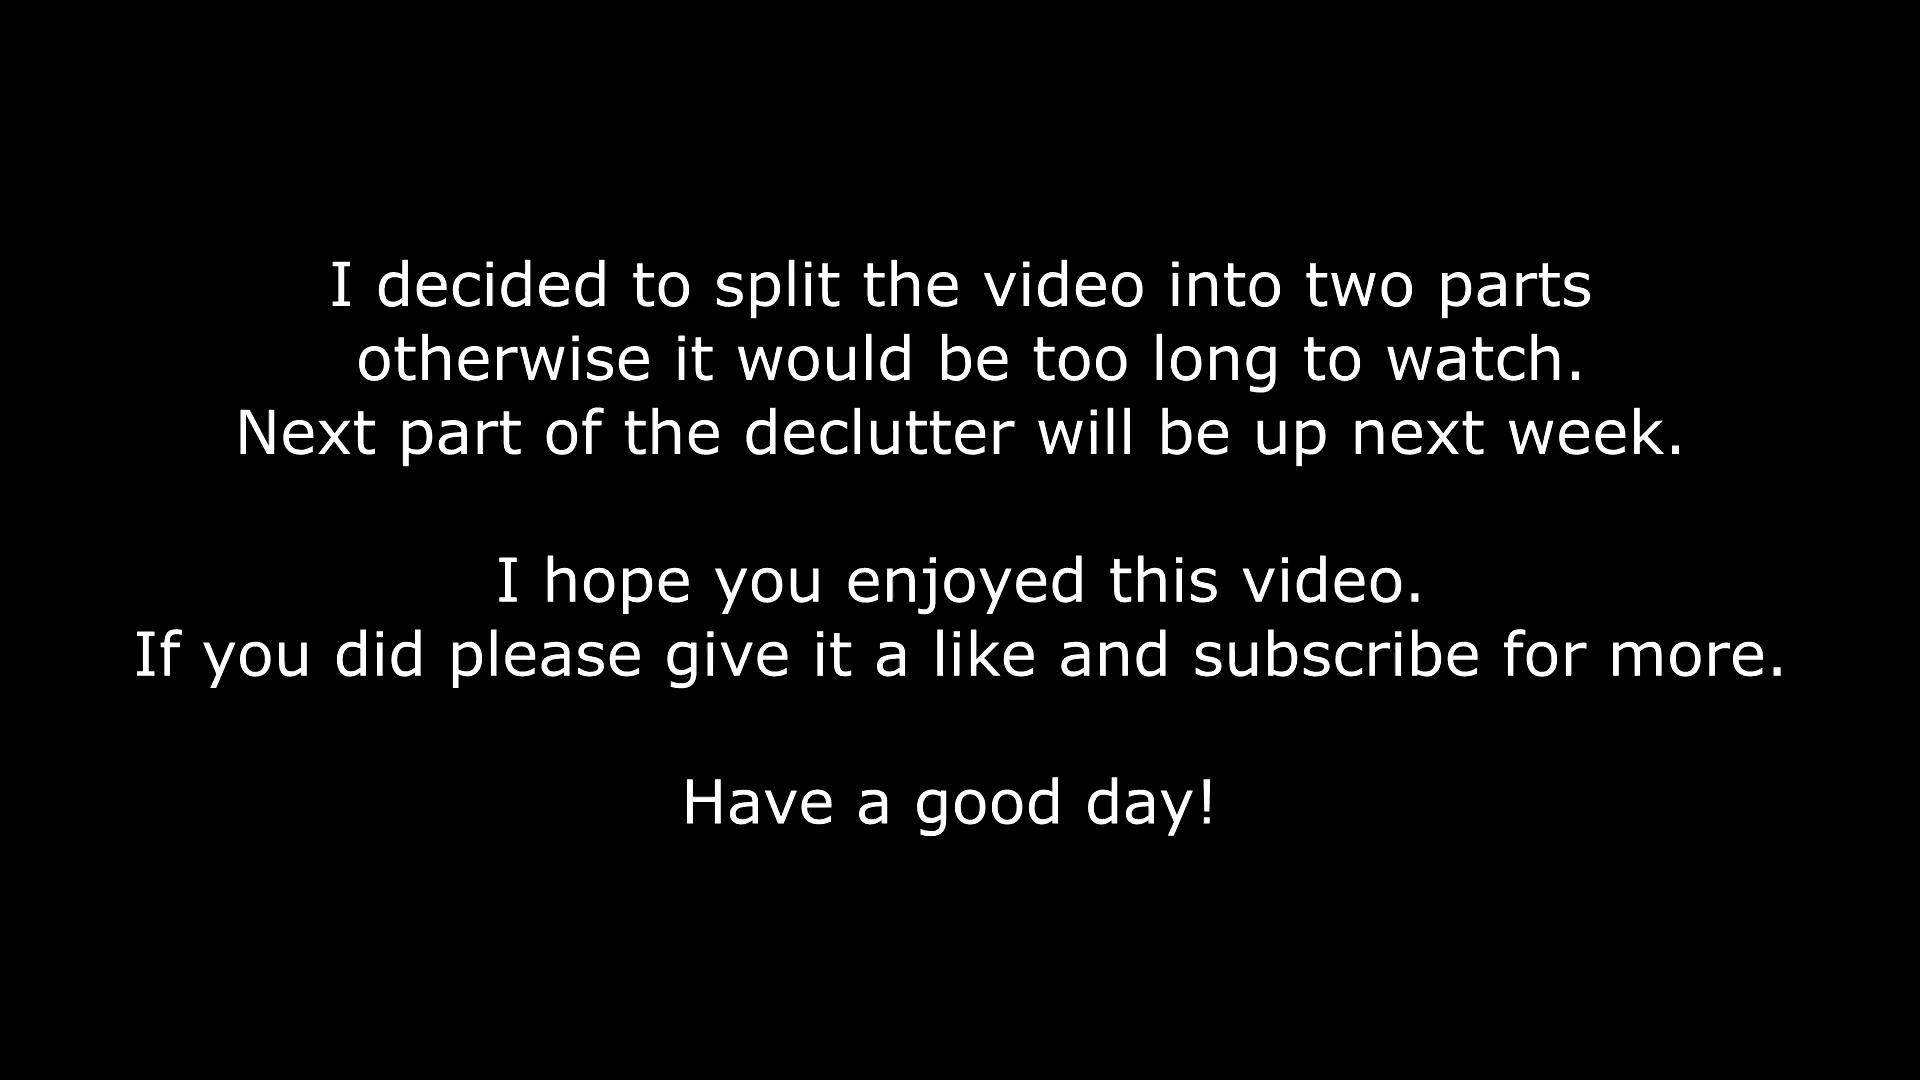 I decided to split the video into two parts
otherwise it would be too long to watch.
Next part of the declutter will be up next week.
I hope you enjoyed this video.
If you did please give it a like and subscribe for more.
Have a good day!